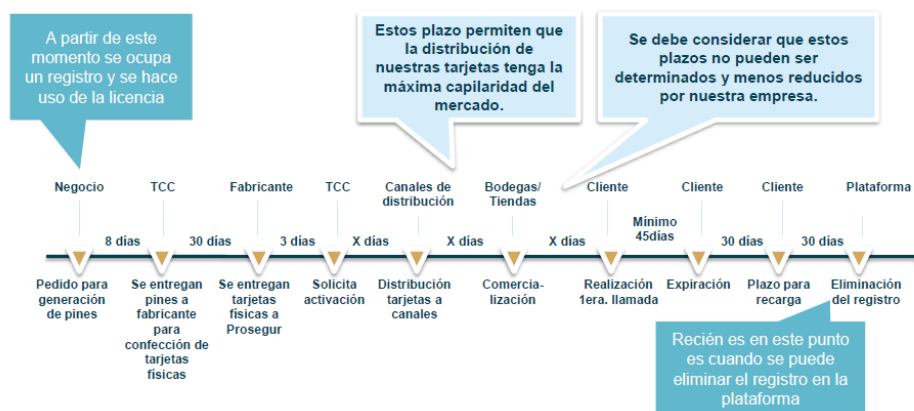 A partir de este
momento se ocupa
un registro y se hace
uso de la licencia
Estos plazo permiten que
la distribución de
nuestras tarjetas tenga la
máxima capilaridad del
mercado.
Se debe considerar que estos
plazos no pueden ser
determinados y menos reducidos
por nuestra empresa.
Negocio
TCC
Fabricante
TCC
Canales de
distribución
Bodegas/
Tiendas
Cliente
Cliente
Cliente
Plataforma
8 días
30 días
3 días
X días
X días
X días
Mínimo
45días
30 días
30 días
Pedido para
generación
de pines
Se entregan
pines a
fabricante
para
confección de
tarjetas
físicas
Se entregan
tarjetas
físicas a
Prosegur
Solicita
activación
Distribución
tarjetas a
canales
Comercia-
lización
Realización
1era. llamada
Expiración
Plazo para
recarga
Eliminación
del registro
Recién es en este punto
es cuando se puede
eliminar el registro en la
plataforma